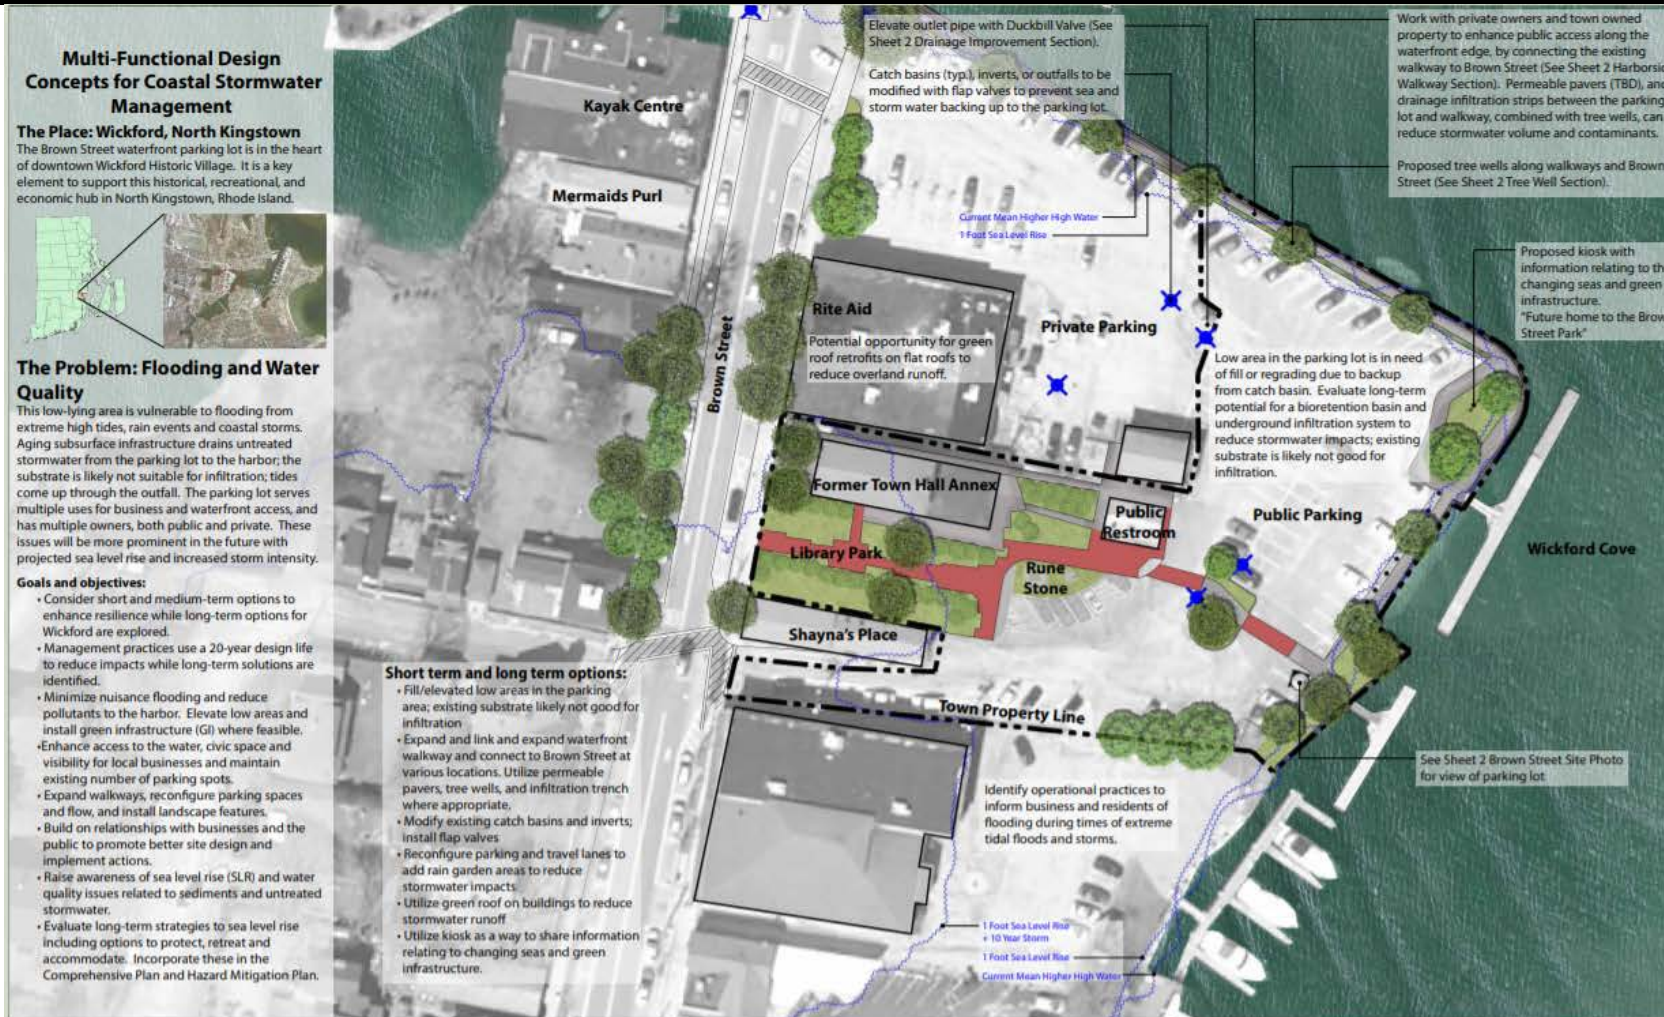 Multi-Functional Design
Concepts for Coastal Stormwater
Management
The Place: Wickford, North Kingstown
The Brown Street waterfront parking lot is in the heart
of downtown Wickford Historic Village. It is a key
element to support this historical, recreational, and
economic hub in North Kingstown, Rhode Island.
The Problem: Flooding and Water
Quality
This low-lying area is vulnerable to flooding from
extreme high tides, rain events and coastal storms.
Aging subsurface infrastructure drains untreated
stormwater from the parking lot to the harbor; the
substrate is likely not suitable for infiltration; tides
come up through the outfall. The parking lot serves
multiple uses for business and waterfront access, and
has multiple owners, both public and private. These
issues will be more prominent in the future with
projected sea level rise and increased storm intensity.
Goals and objectives:
• Consider short and medium-term options to
enhance resilience while long-term options for
Wickford are explored.
• Management practices use a 20-year design life
to reduce impacts while long-term solutions are
identified.
• Minimize nuisance flooding and reduce
pollutants to the harbor. Elevate low areas and
install green infrastructure (GI) where feasible.
•Enhance access to the water, civic space and
visibility for local businesses and maintain
existing number of parking spots.
• Expand walkways, reconfigure parking spaces
and flow, and install landscape features.
• Build on relationships with businesses and the
public to promote better site design and
implement actions.
• Raise awareness of sea level rise (SLR) and water
quality issues related to sediments and untreated
stormwater.
• Evaluate long-term strategies to sea level rise
including options to protect, retreat and
accommodate. Incorporate these in the
Comprehensive Plan and Hazard Mitigation Plan.
Short term and long term options:
• Fill/elevated low areas in the parking
area; existing substrate likely not good for
infiltration
• Expand and link and expand waterfront
walkway and connect to Brown Street at
various locations. Utilize permeable
pavers, tree wells, and infiltration trench
where appropriate.
• Modify existing catch basins and inverts;
install flap valves
• Reconfigure parking and travel lanes to
add rain garden areas to reduce
stormwater impacts
• Utilize green roof on buildings to reduce
stormwater runoff
• Utilize kiosk as a way to share information
relating to changing seas and green
infrastructure.
Kayak Centre
Mermaids Purl
Brown Street
Elevate outlet pipe with Duckbill Valve (See
Sheet 2 Drainage Improvement Section).
Catch basins (typ.), inverts, or outfalls to be
modified with flap valves to prevent sea and
storm water backing up to the parking lot.
Current Mean Higher High Water
1 Foot Sea Level Rise
Rite Aid
Potential opportunity for green
roof retrofits on flat roofs to
reduce overland runoff.
Private Parking
Former Town Hall Annex
Public
Restroom
Library Park
Rune
Stone
Shayna's Place
Town Property Line
Identify operational practices to
inform business and residents of
flooding during times of extreme
tidal floods and storms.
1 Foot Sea Level Rise
+ 10 Year Storm
1 Foot Sea Level Rise
Current Mean Higher High Water
Work with private owners and town owned
property to enhance public access along the
waterfront edge, by connecting the existing
walkway to Brown Street (See Sheet 2 Harborsid
Walkway Section). Permeable pavers (TBD), and
drainage infiltration strips between the parking
lot and walkway, combined with tree wells, can
reduce stormwater volume and contaminants.
Proposed tree wells along walkways and Brown
Street (See Sheet 2 Tree Well Section).
Proposed kiosk with
information relating to th
changing seas and green
infrastructure.
"Future home to the Brow
Street Park"
Low area in the parking lot is in need
of fill or regrading due to backup
from catch basin. Evaluate long-term
potential for a bioretention basin and
underground infiltration system to
reduce stormwater impacts; existing
substrate is likely not good for
infiltration.
Public Parking
Wickford Cove
See Sheet 2 Brown Street Site Photo
for view of parking lot